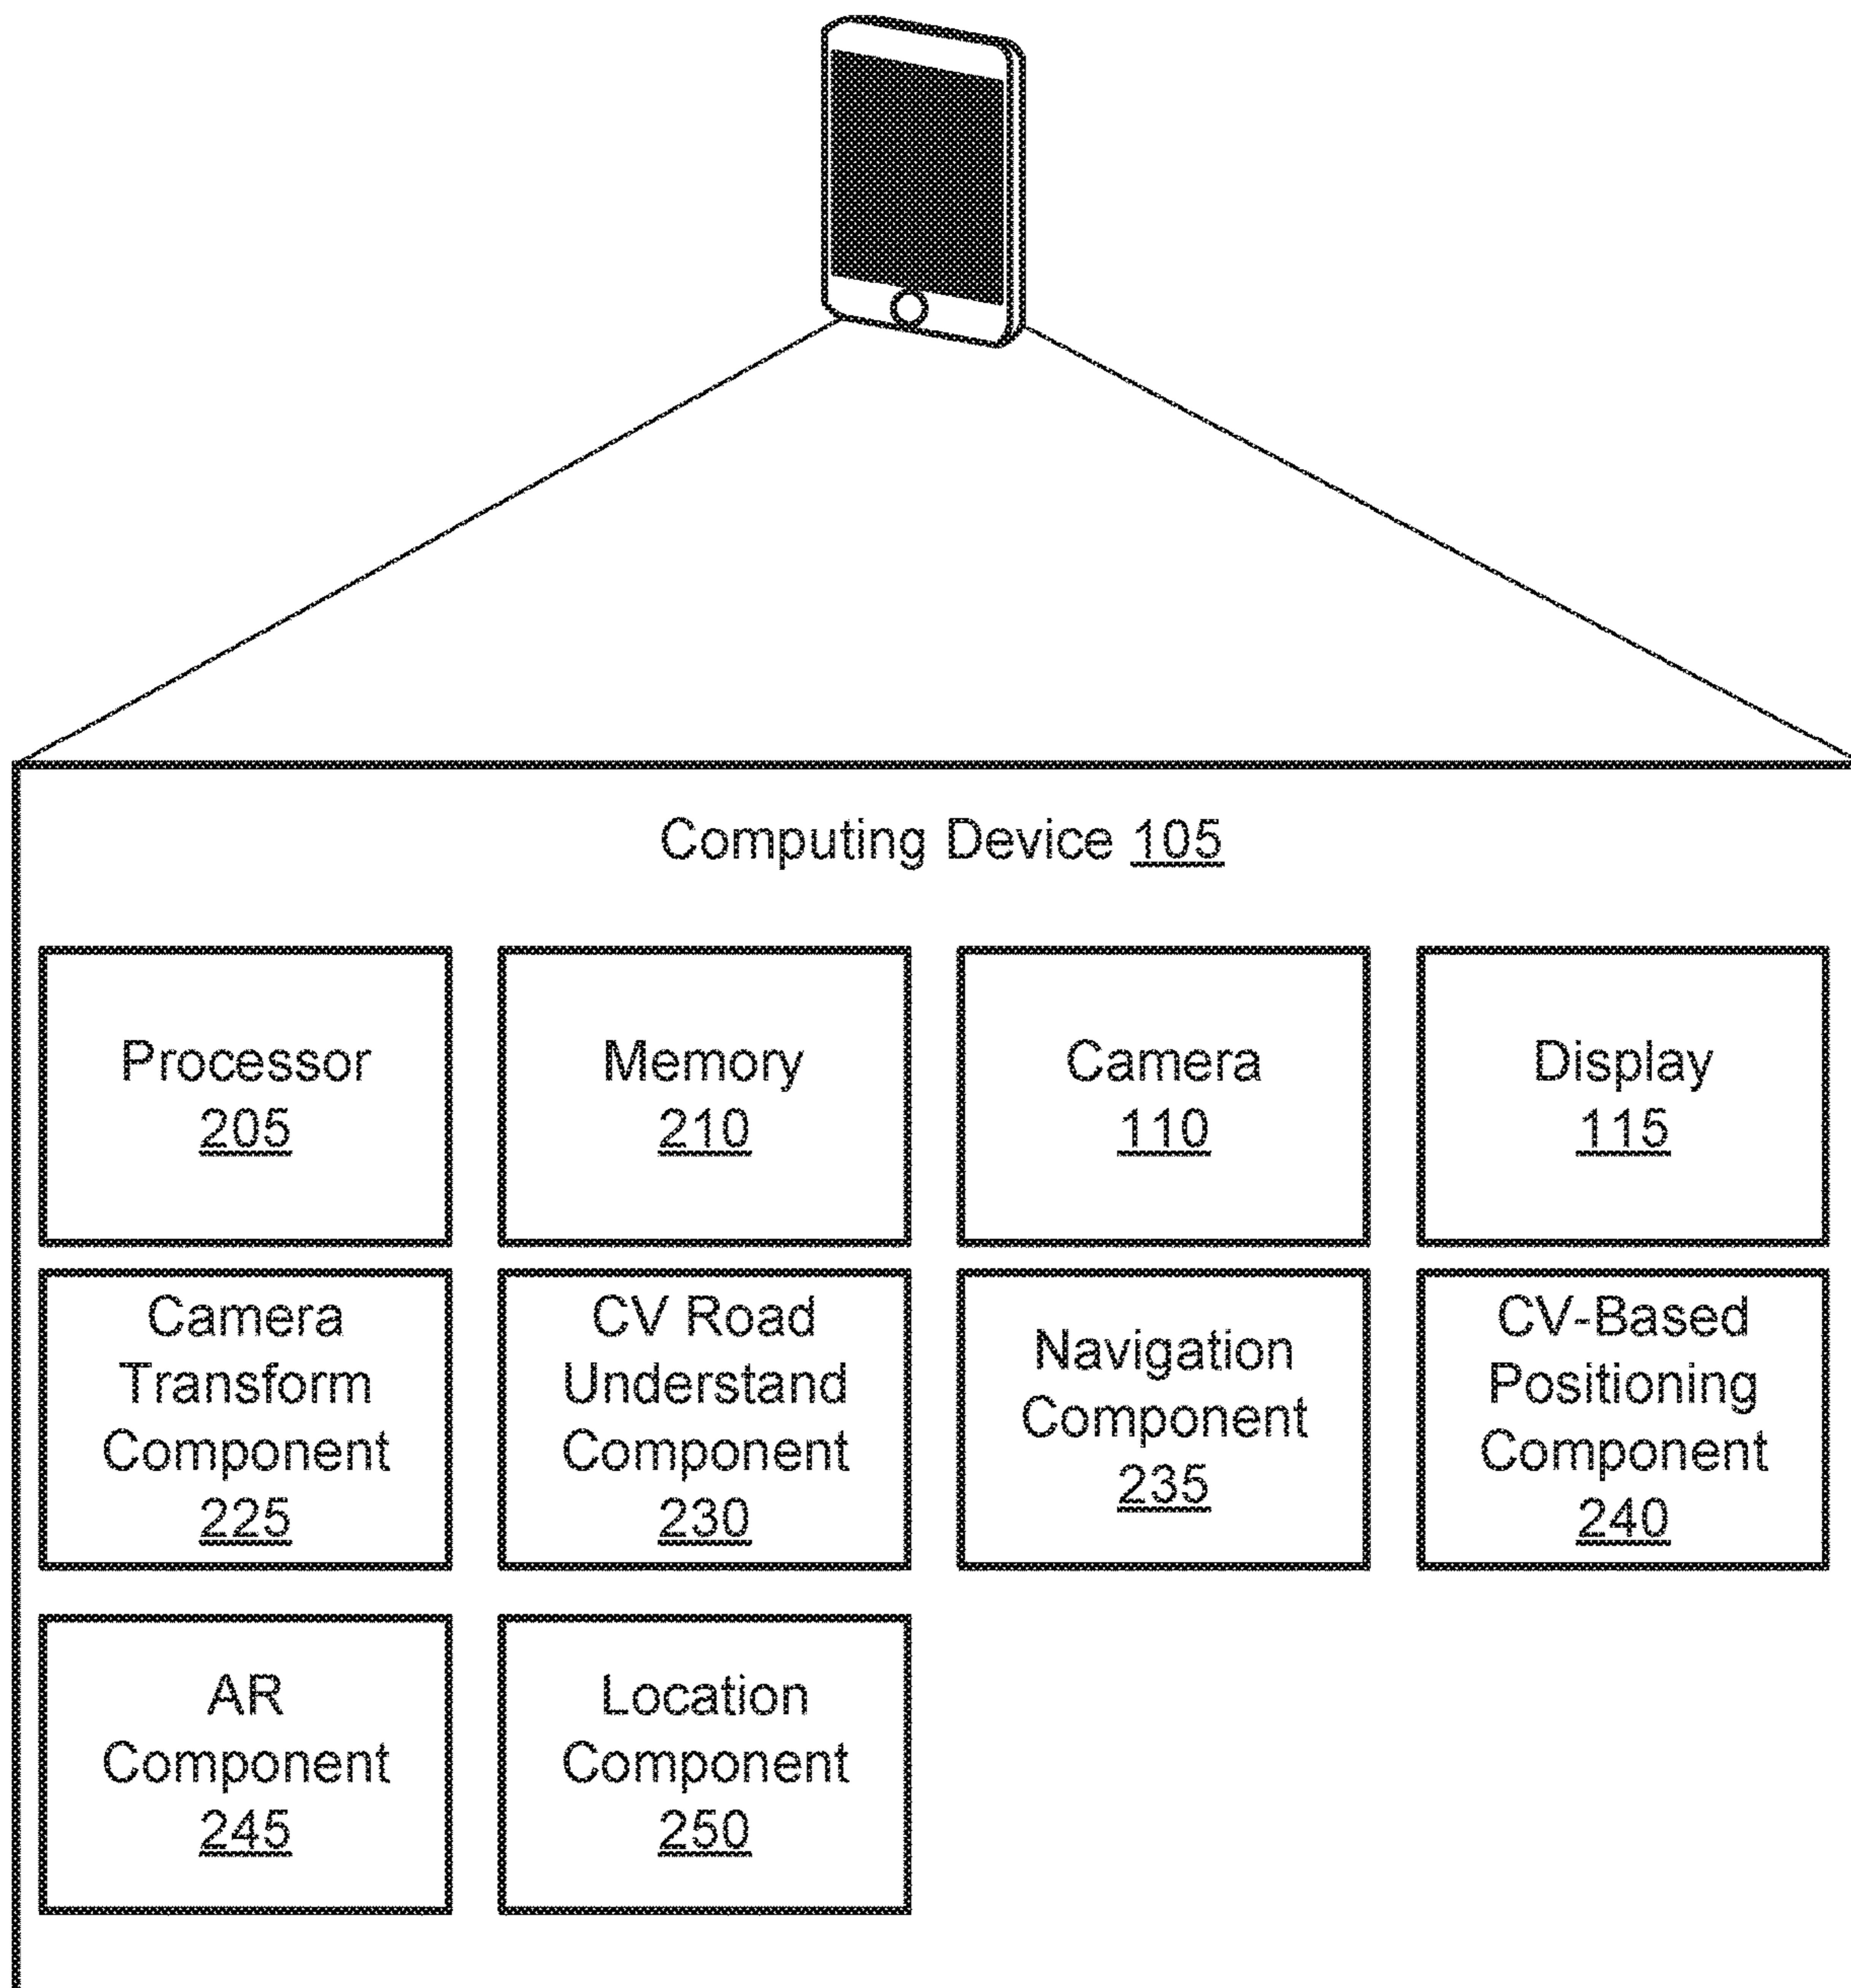 Computing Device 105
Processor
205
Memory
210
Camera
110
Display
115
Camera
Transform
Component
225
CV Road
Understand
Component
230
Navigation
Component
235
CV-Based
Positioning
Component
240
AR
Component
245
Location
Component
250